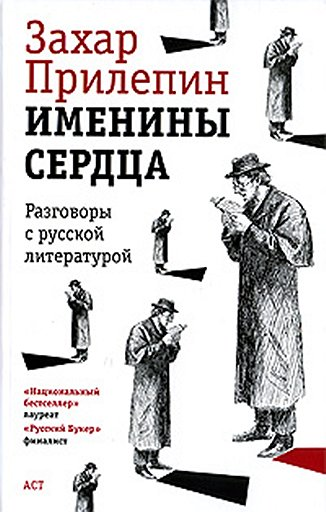 Захар
Прилепин
ИМЕНИНЫ
СЕРДЦА
Разговоры
с русской
литературой
«Национальный
бестселлер»
лауреат
«Русский Букер»
финалист
АСТ